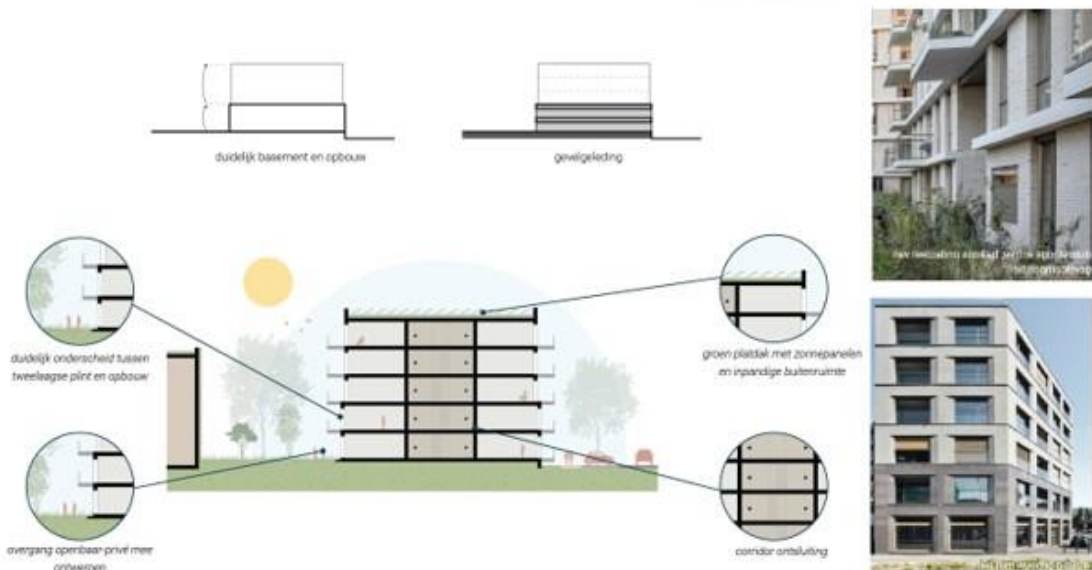 duidelijk basement en opbouw
gevelgeleding
duidelijk onderscheid tussen
tweelaagse plint en opbouw
groen platdak met zonnepanelen
en inpandige buitenruimte
overgang openbaar-privé mee
ontwerpen
corridor ontsluiting